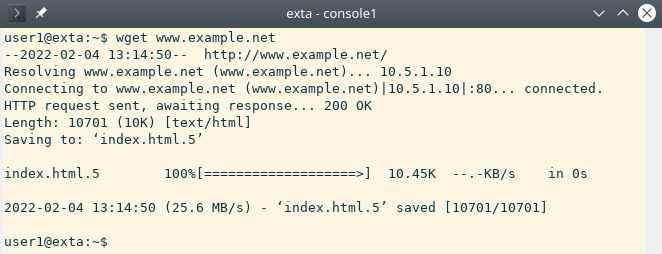 exta - console1
user1@exta:~$ wget www.example.net
--2022-02-04 13:14:50--  http://www.example.net/
Resolving www.example.net (www.example.net)... 10.5.1.10
Connecting to www.example.net (www.example.net)|10.5.1.10|:80... connected.
HTTP request sent, awaiting response... 200 OK
Length: 10701 (10K) [text/html]
Saving to: ‘index.html.5’
index.html.5        100%[===================>]  10.45K  --.-KB/s    in 0s
2022-02-04 13:14:50 (25.6 MB/s) - ‘index.html.5’ saved [10701/10701]
user1@exta:~$